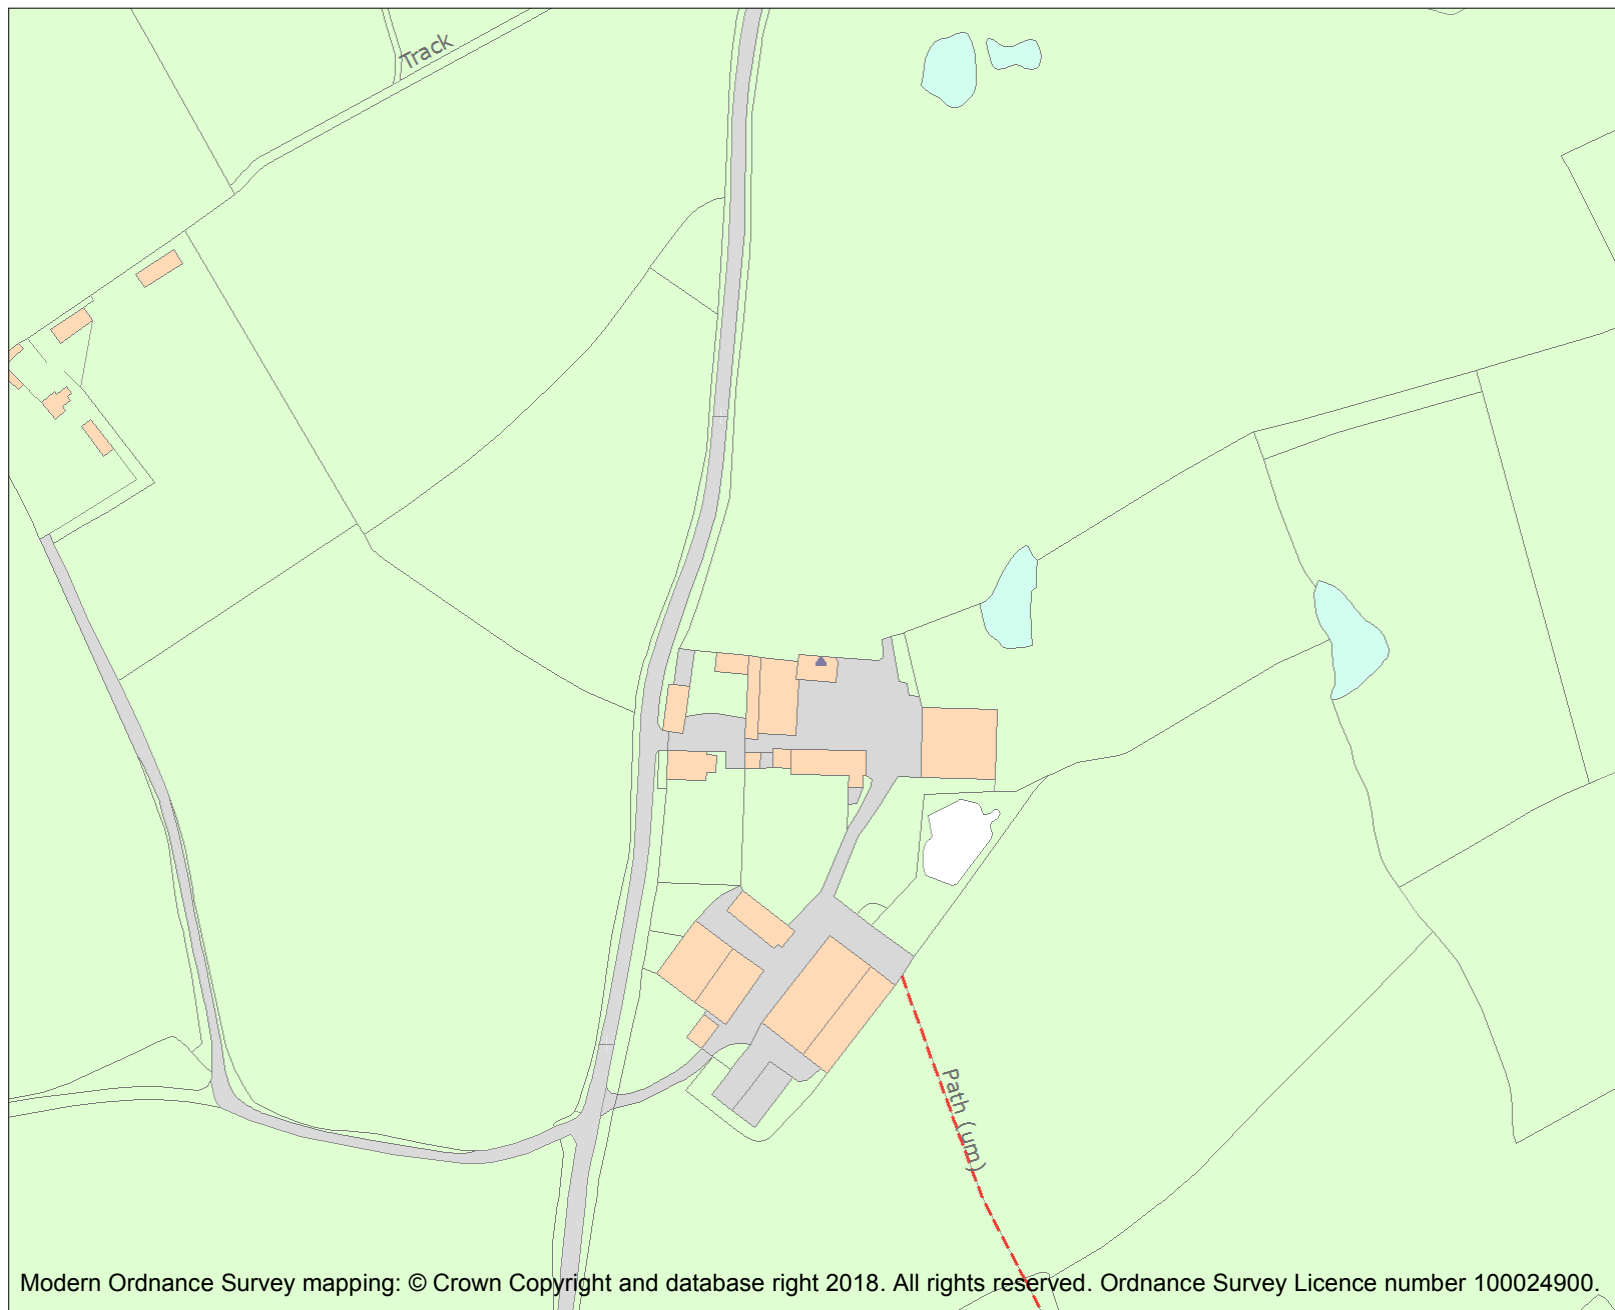 Track
Path (um)
Modern Ordnance Survey mapping: © Crown Copyright and database right 2018. All rights reserved. Ordnance Survey Licence number 100024900.